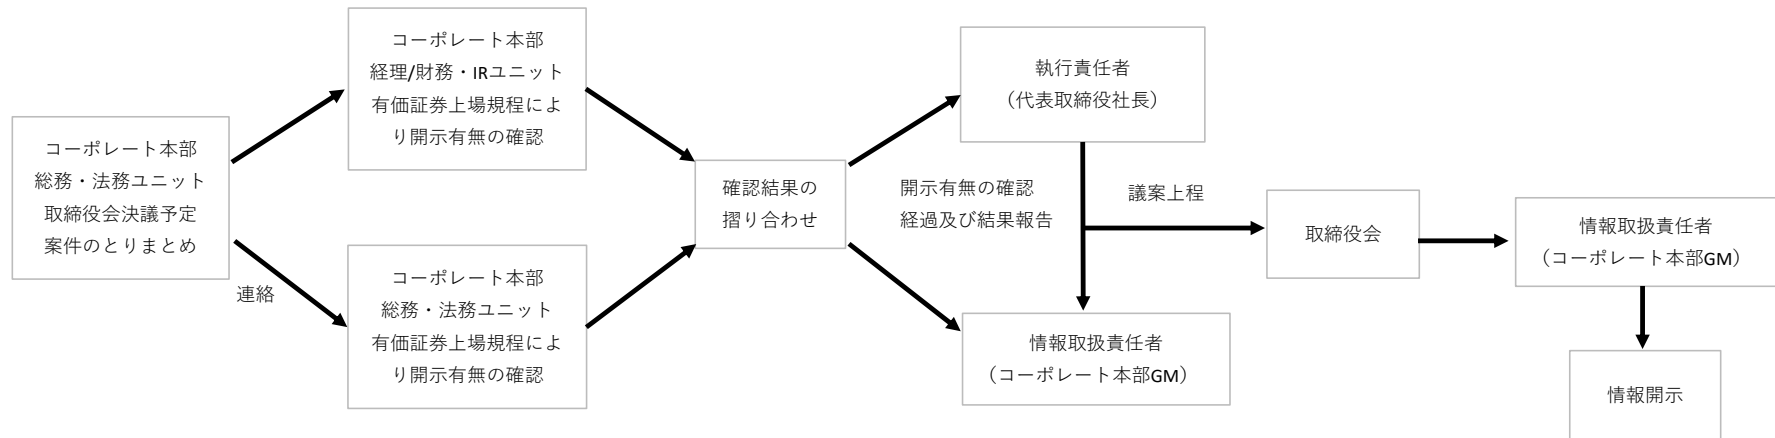 コーポレート本部
総務・法務ユニット
取締役会決議予定
案件のとりまとめ
連絡
コーポレート本部
経理/財務・IRユニット
有価証券上場規程によ
り開示有無の確認
コーポレート本部
総務・法務ユニット
有価証券上場規程によ
り開示有無の確認
確認結果の
摺り合わせ
開示有無の確認
経過及び結果報告
執行責任者
（代表取締役社長）
情報取扱責任者
（コーポレート本部GM）
議案上程
取締役会
情報取扱責任者
（コーポレート本部GM）
情報開示